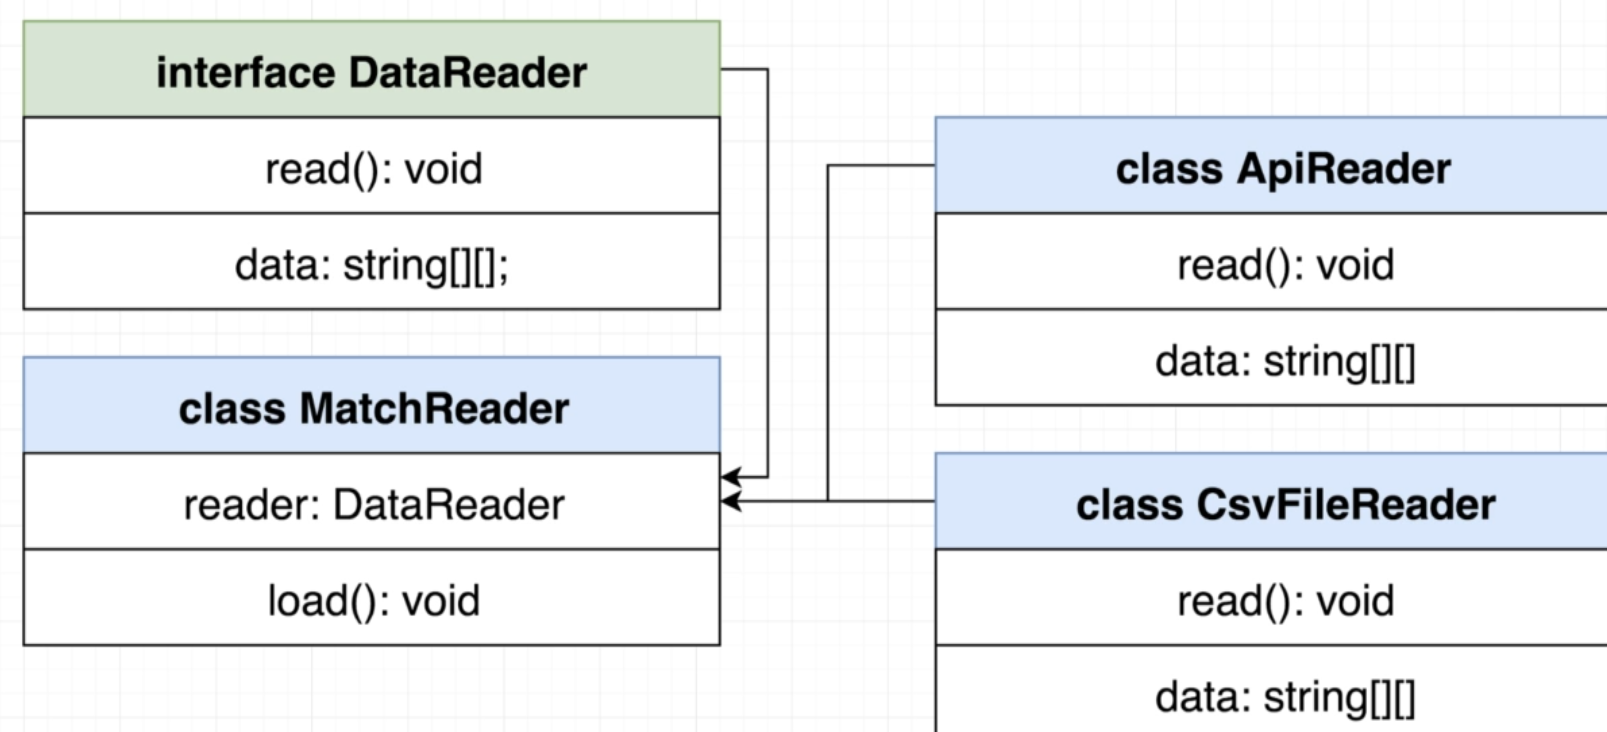 interface DataReader
read(): void
data: string[][];
class MatchReader
reader: DataReader
load(): void
class ApiReader
read(): void
data: string[][]
class CsvFileReader
read(): void
data: string[][]